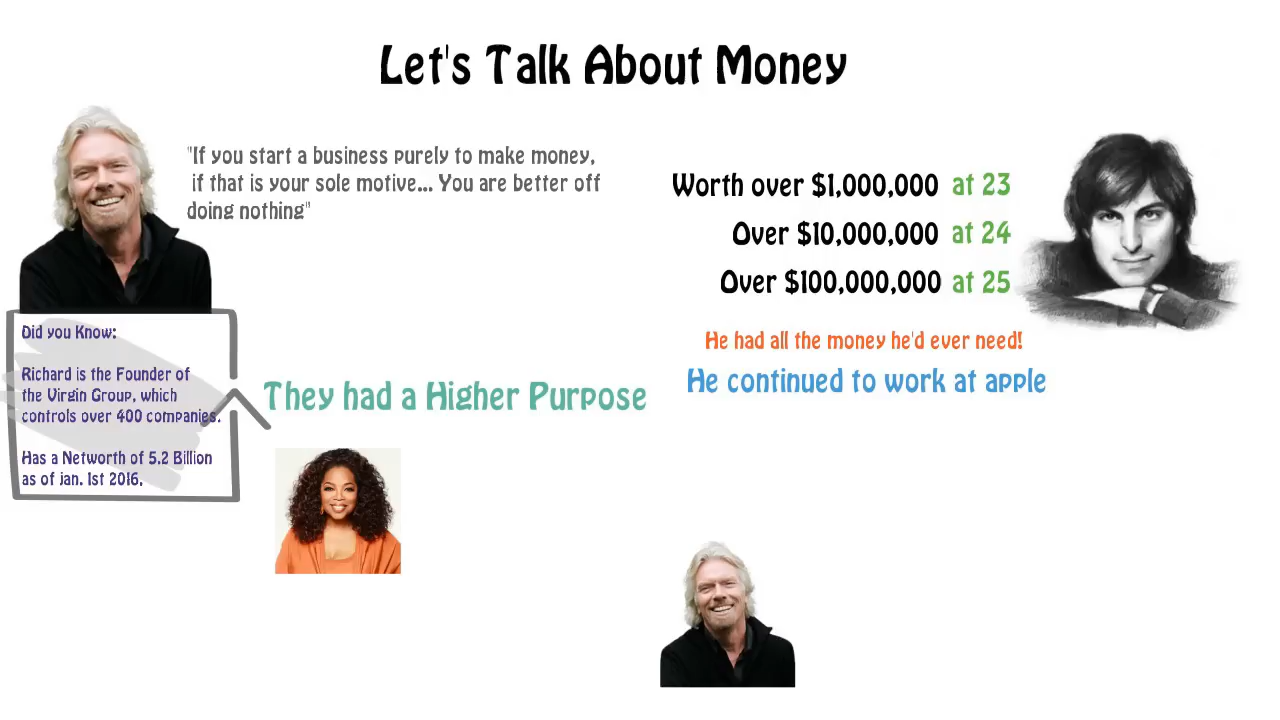 Let's Talk About Money
"If you start a business purely to make money,
if that is your sole motive... You are better off
doing nothing"
Worth over $1,000,000 at 23
Over $10,000,000 at 24
Over $100,000,000 at 25
He had all the money he'd ever need!
He continued to work at apple
Did you Know:
Richard is the Founder of
the Virgin Group, which
controls over 400 companies.
Has a Networth of 5.2 Billion
as of jan. 1st 2016.
They had a Higher Purpose